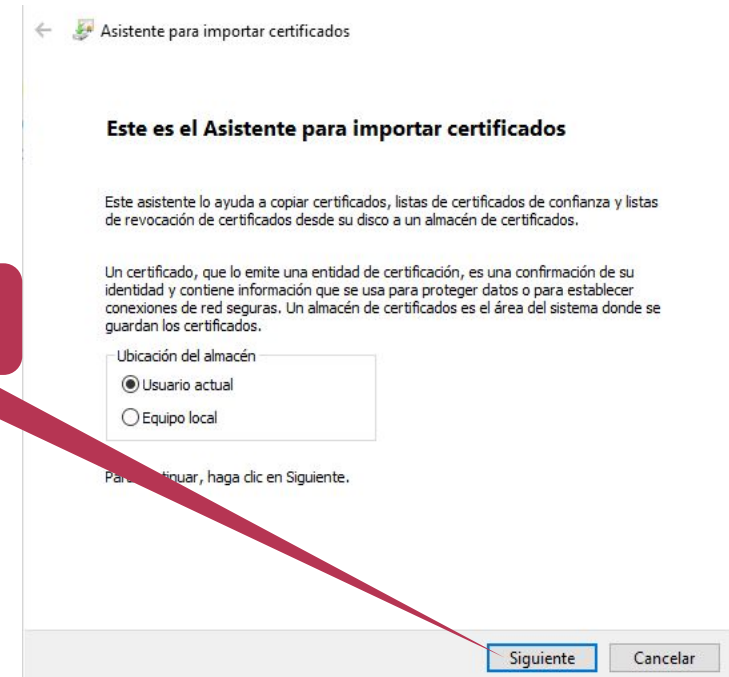 Asistente para importar certificados
Este es el Asistente para importar certificados
Este asistente lo ayuda a copiar certificados, listas de certificados de confianza y listas
de revocación de certificados desde su disco a un almacén de certificados.
Un certificado, que lo emite una entidad de certificación, es una confirmación de su
identidad y contiene información que se usa para proteger datos o para establecer
conexiones de red seguras. Un almacén de certificados es el área del sistema donde se
guardan los certificados.
Ubicación del almacén
Usuario actual
Equipo local
haga clic en Siguiente.
Siguiente
Cancelar